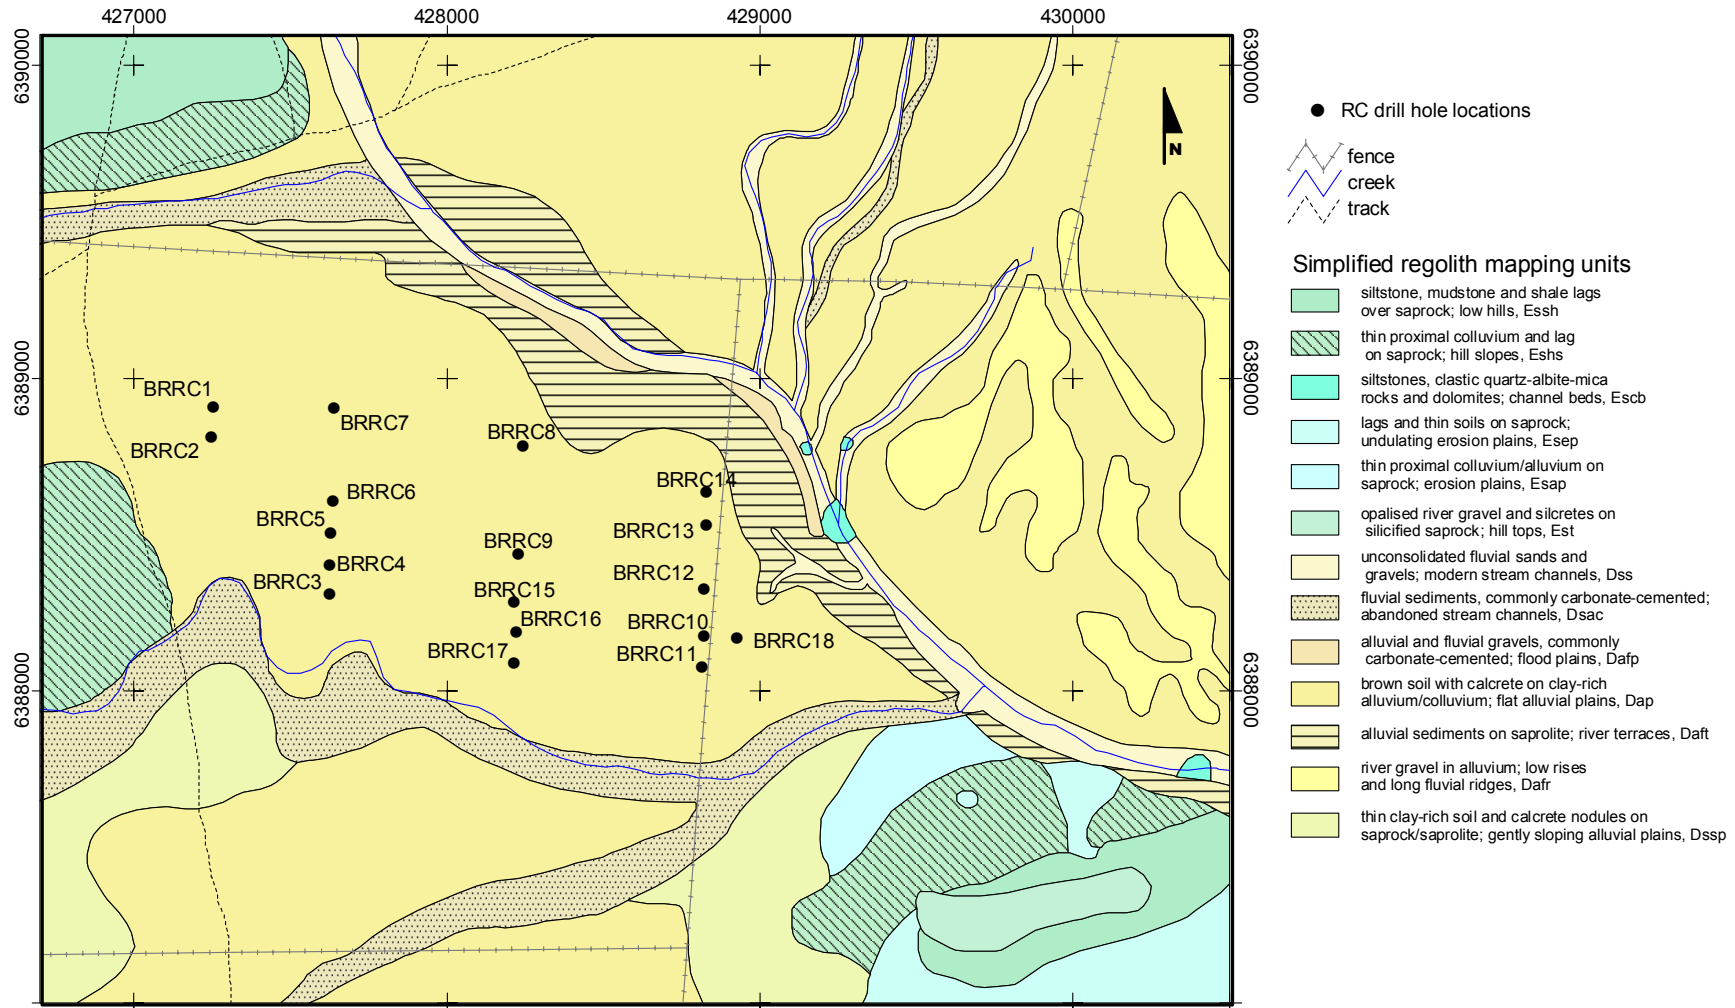 427000
428000
429000
430000
6390000
6390000
N
RC drill hole locations
fence
creek
track
Simplified regolith mapping units
siltstone, mudstone and shale lags
over saprock; low hills, Essh
thin proximal colluvium and lag
on saprock; hill slopes, Eshs
siltstones, clastic quartz-albite-mica
rocks and dolomites; channel beds, Escb
lags and thin soils on saprock;
undulating erosion plains, Esep
thin proximal colluvium/alluvium on
saprock; erosion plains, Esap
opalised river gravel and silcretes on
silicified saprock; hill tops, Est
unconsolidated fluvial sands and
gravels; modern stream channels, Dss
fluvial sediments, commonly carbonate-cemented;
abandoned stream channels, Dsac
alluvial and fluvial gravels, commonly
carbonate-cemented; flood plains, Dafp
brown soil with calcrete on clay-rich
alluvium/colluvium; flat alluvial plains, Dap
alluvial sediments on saprolite; river terraces, Daft
river gravel in alluvium; low rises
and long fluvial ridges, Dafr
thin clay-rich soil and calcrete nodules on
saprock/saprolite; gently sloping alluvial plains, Dssp
6389000
6389000
BRRC1
BRRC7
BRRC2
BRRC8
BRRC14
BRRC6
BRRC5
BRRC13
BRRC9
BRRC4
BRRC3
BRRC12
BRRC15
BRRC16
BRRC10
BRRC18
BRRC17
BRRC11
6388000
6388000